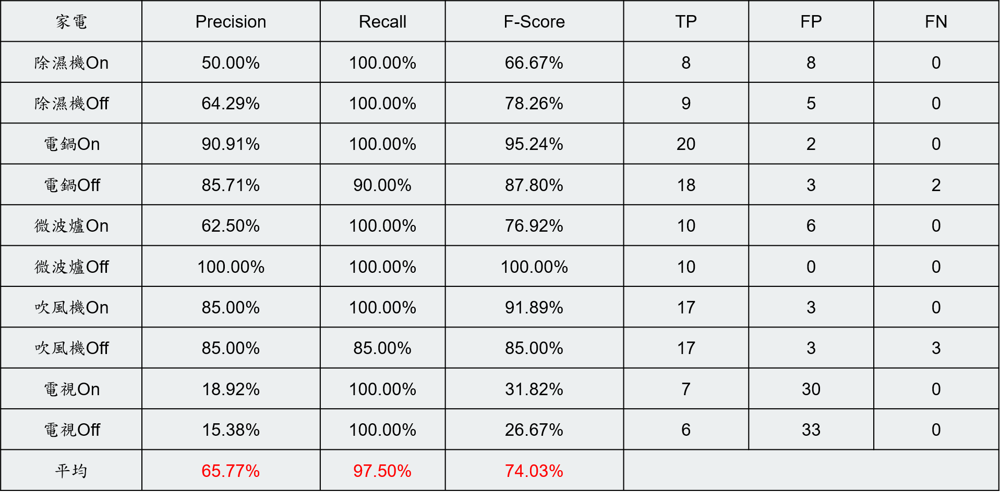 家電 Precision Recall F-Score TP FP FN
除濕機On 50.00% 100.00% 66.67% 8 8 0
除濕機Off 64.29% 100.00% 78.26% 9 5 0
電鍋On 90.91% 100.00% 95.24% 20 2 0
電鍋Off 85.71% 90.00% 87.80% 18 3 2
微波爐On 62.50% 100.00% 76.92% 10 6 0
微波爐Off 100.00% 100.00% 100.00% 10 0 0
吹風機On 85.00% 100.00% 91.89% 17 3 0
吹風機Off 85.00% 85.00% 85.00% 17 3 3
電視On 18.92% 100.00% 31.82% 7 30 0
電視Off 15.38% 100.00% 26.67% 6 33 0
平均 65.77% 97.50% 74.03%